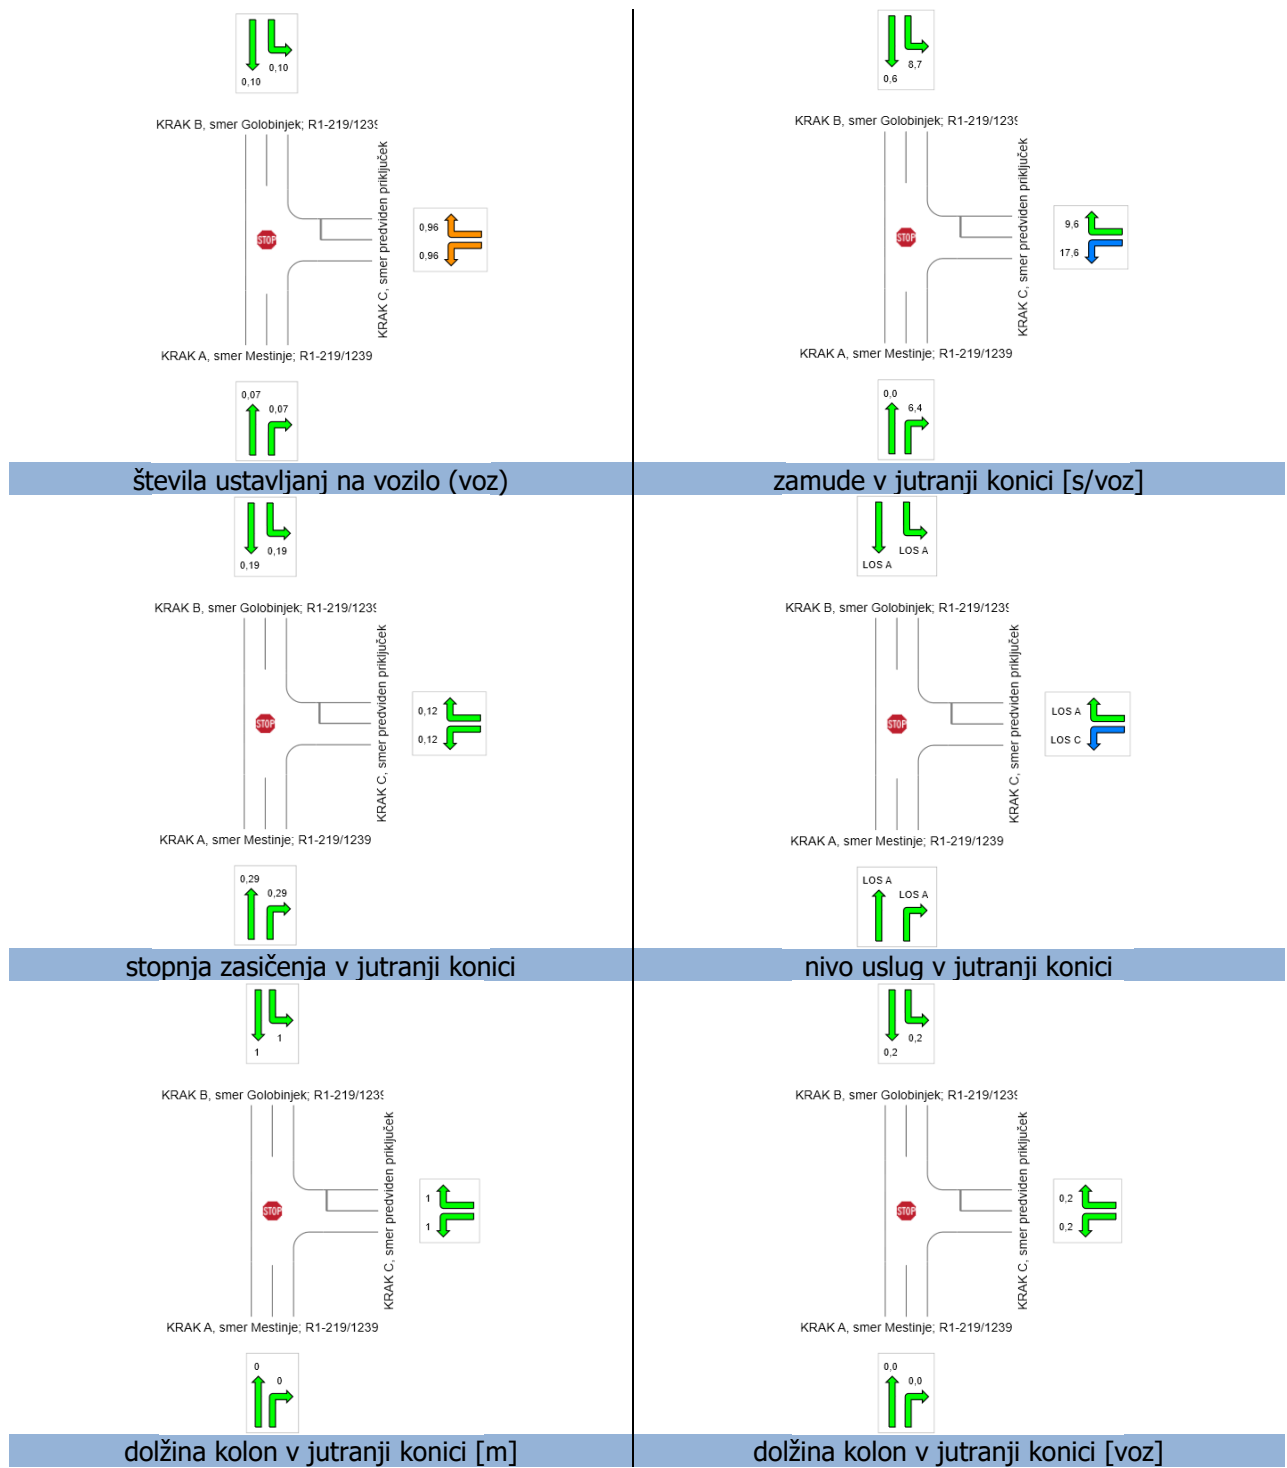 0,10
0,10
KRAK B, smer Golobinjek; R1-219/1239
KRAK C, smer predviden priključek
0,96
0,96
STOP
KRAK A, smer Mestinje; R1-219/1239
0,07
0,07
števila ustavljanj na vozilo (voz)
8,7
0,6
KRAK B, smer Golobinjek; R1-219/1239
KRAK C, smer predviden priključek
9,6
17,6
STOP
KRAK A, smer Mestinje; R1-219/1239
0,0
6,4
zamude v jutranji konici [s/voz]
0,19
0,19
KRAK B, smer Golobinjek; R1-219/1239
KRAK C, smer predviden priključek
0,12
0,12
STOP
KRAK A, smer Mestinje; R1-219/1239
0,29
0,29
stopnja zasičenja v jutranji konici
LOS A
LOS A
KRAK B, smer Golobinjek; R1-219/1239
KRAK C, smer predviden priključek
LOS A
LOS C
STOP
KRAK A, smer Mestinje; R1-219/1239
LOS A
LOS A
nivo uslug v jutranji konici
1
1
KRAK B, smer Golobinjek; R1-219/1239
KRAK C, smer predviden priključek
1
1
STOP
KRAK A, smer Mestinje; R1-219/1239
0
0
dolžina kolon v jutranji konici [m]
0,2
0,2
KRAK B, smer Golobinjek; R1-219/1239
KRAK C, smer predviden priključek
0,2
0,2
STOP
KRAK A, smer Mestinje; R1-219/1239
0,0
0,0
dolžina kolon v jutranji konici [voz]